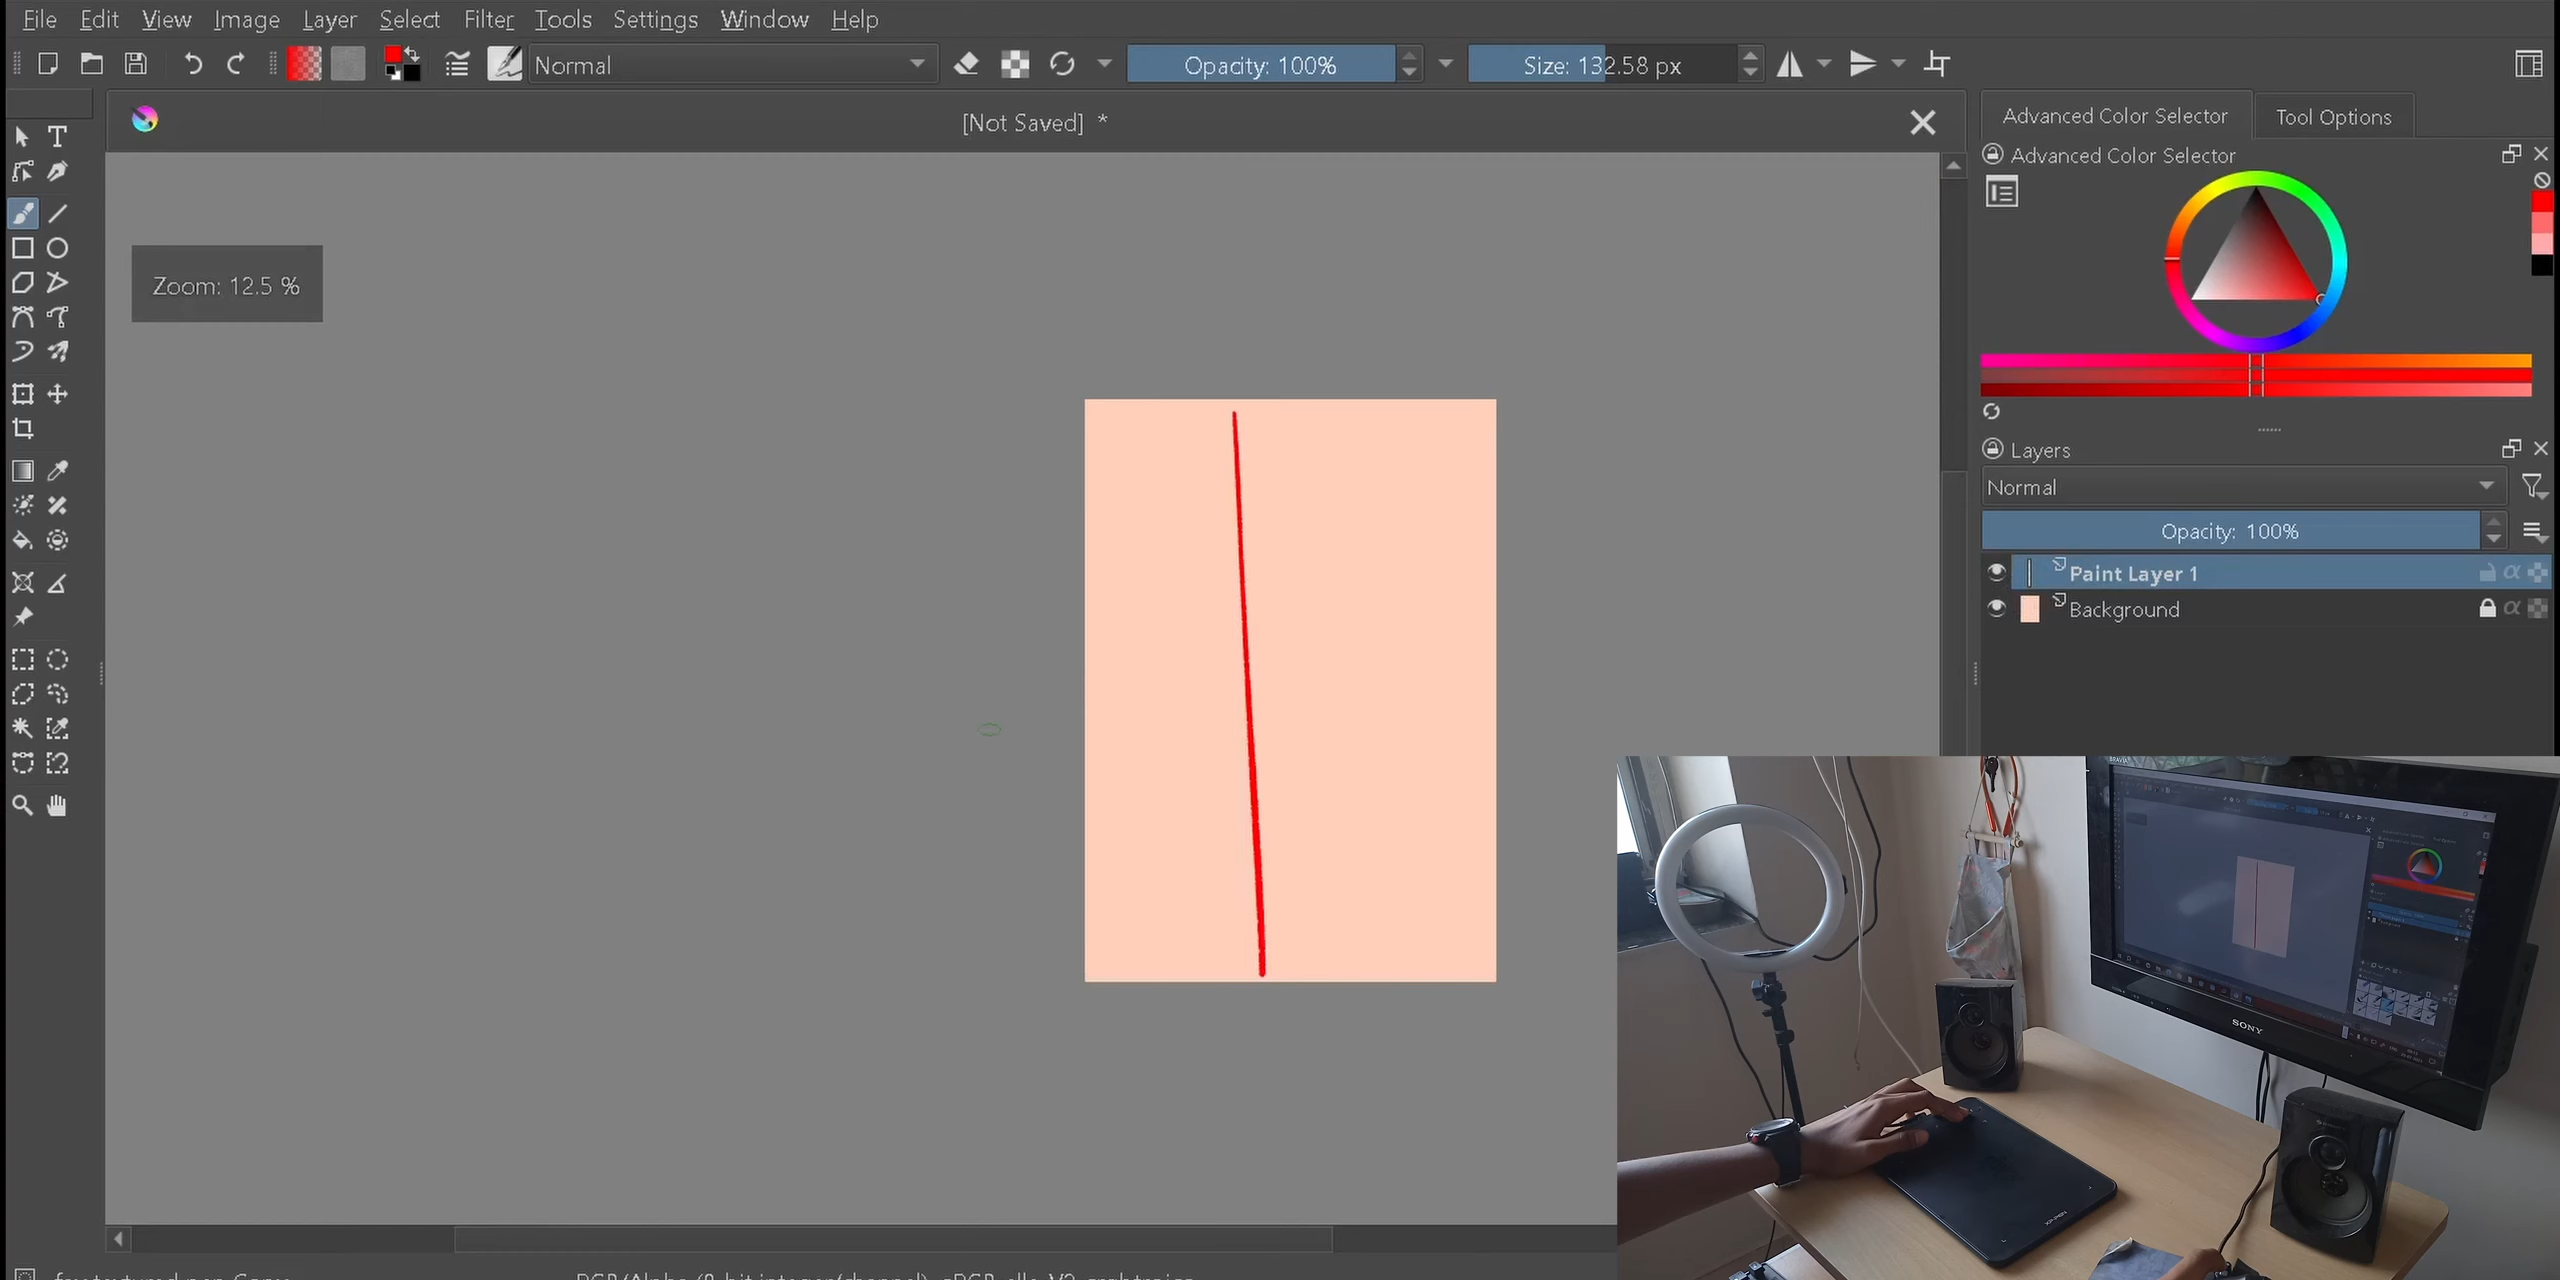 File Edit View Image Layer Select Filter Tools Settings Window Help
Normal
Opacity: 100%
Size: 132.58 px
[Not Saved] *
Advanced Color Selector
Tool Options
Advanced Color Selector
Zoom: 12.5 %
Layers
Normal
Opacity: 100%
Paint Layer 1
Background
BRAVIA
SONY
XPPEN